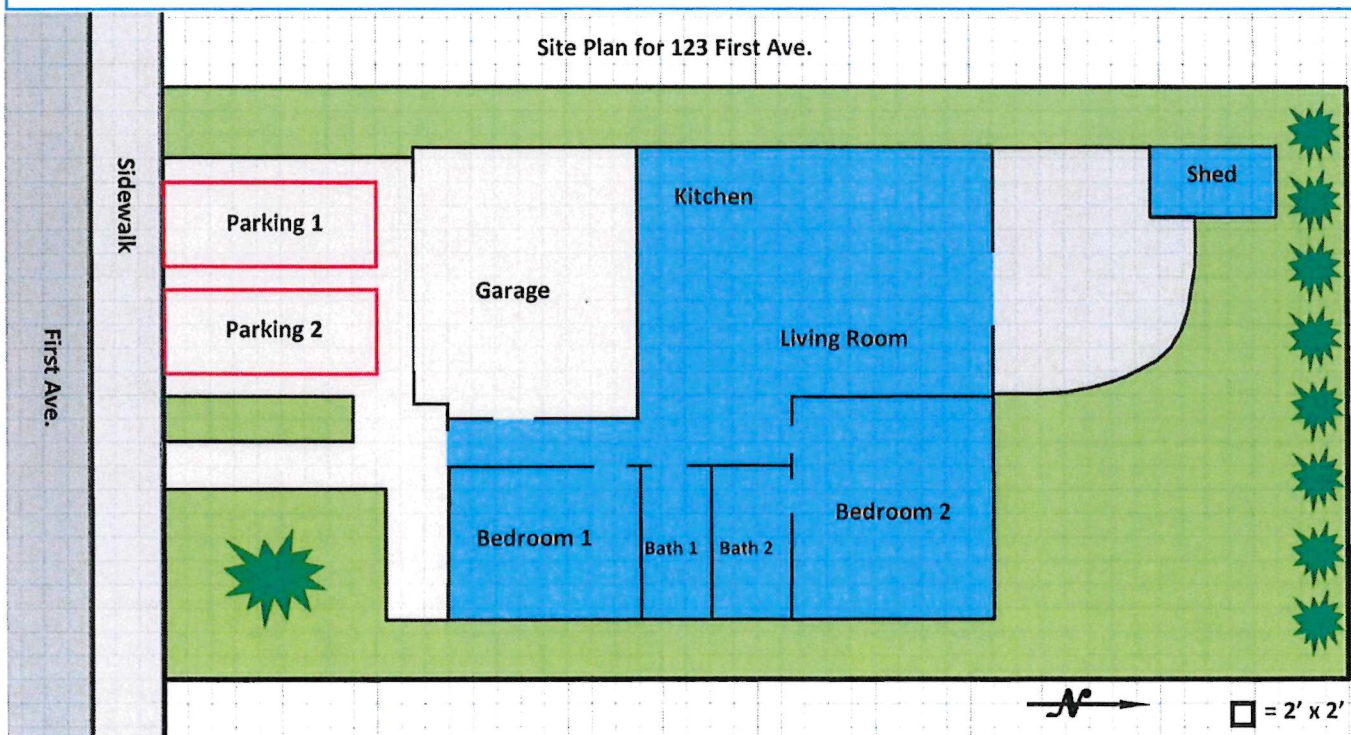 Site Plan for 123 First Ave.
Sidewalk
First Ave.
Parking 1
Parking 2
Garage
Kitchen
Living Room
Shed
Bedroom 1
Bath 1
Bath 2
Bedroom 2
N
= 2' x 2'